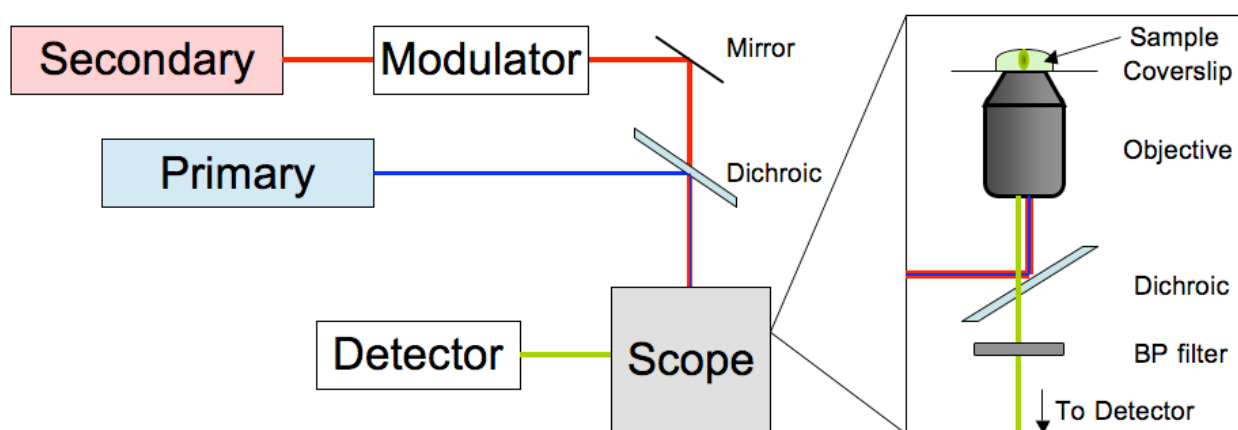 Secondary
Modulator
Mirror
Primary
Dichroic
Detector
Scope
Sample
Coverslip
Objective
Dichroic
BP filter
To Detector